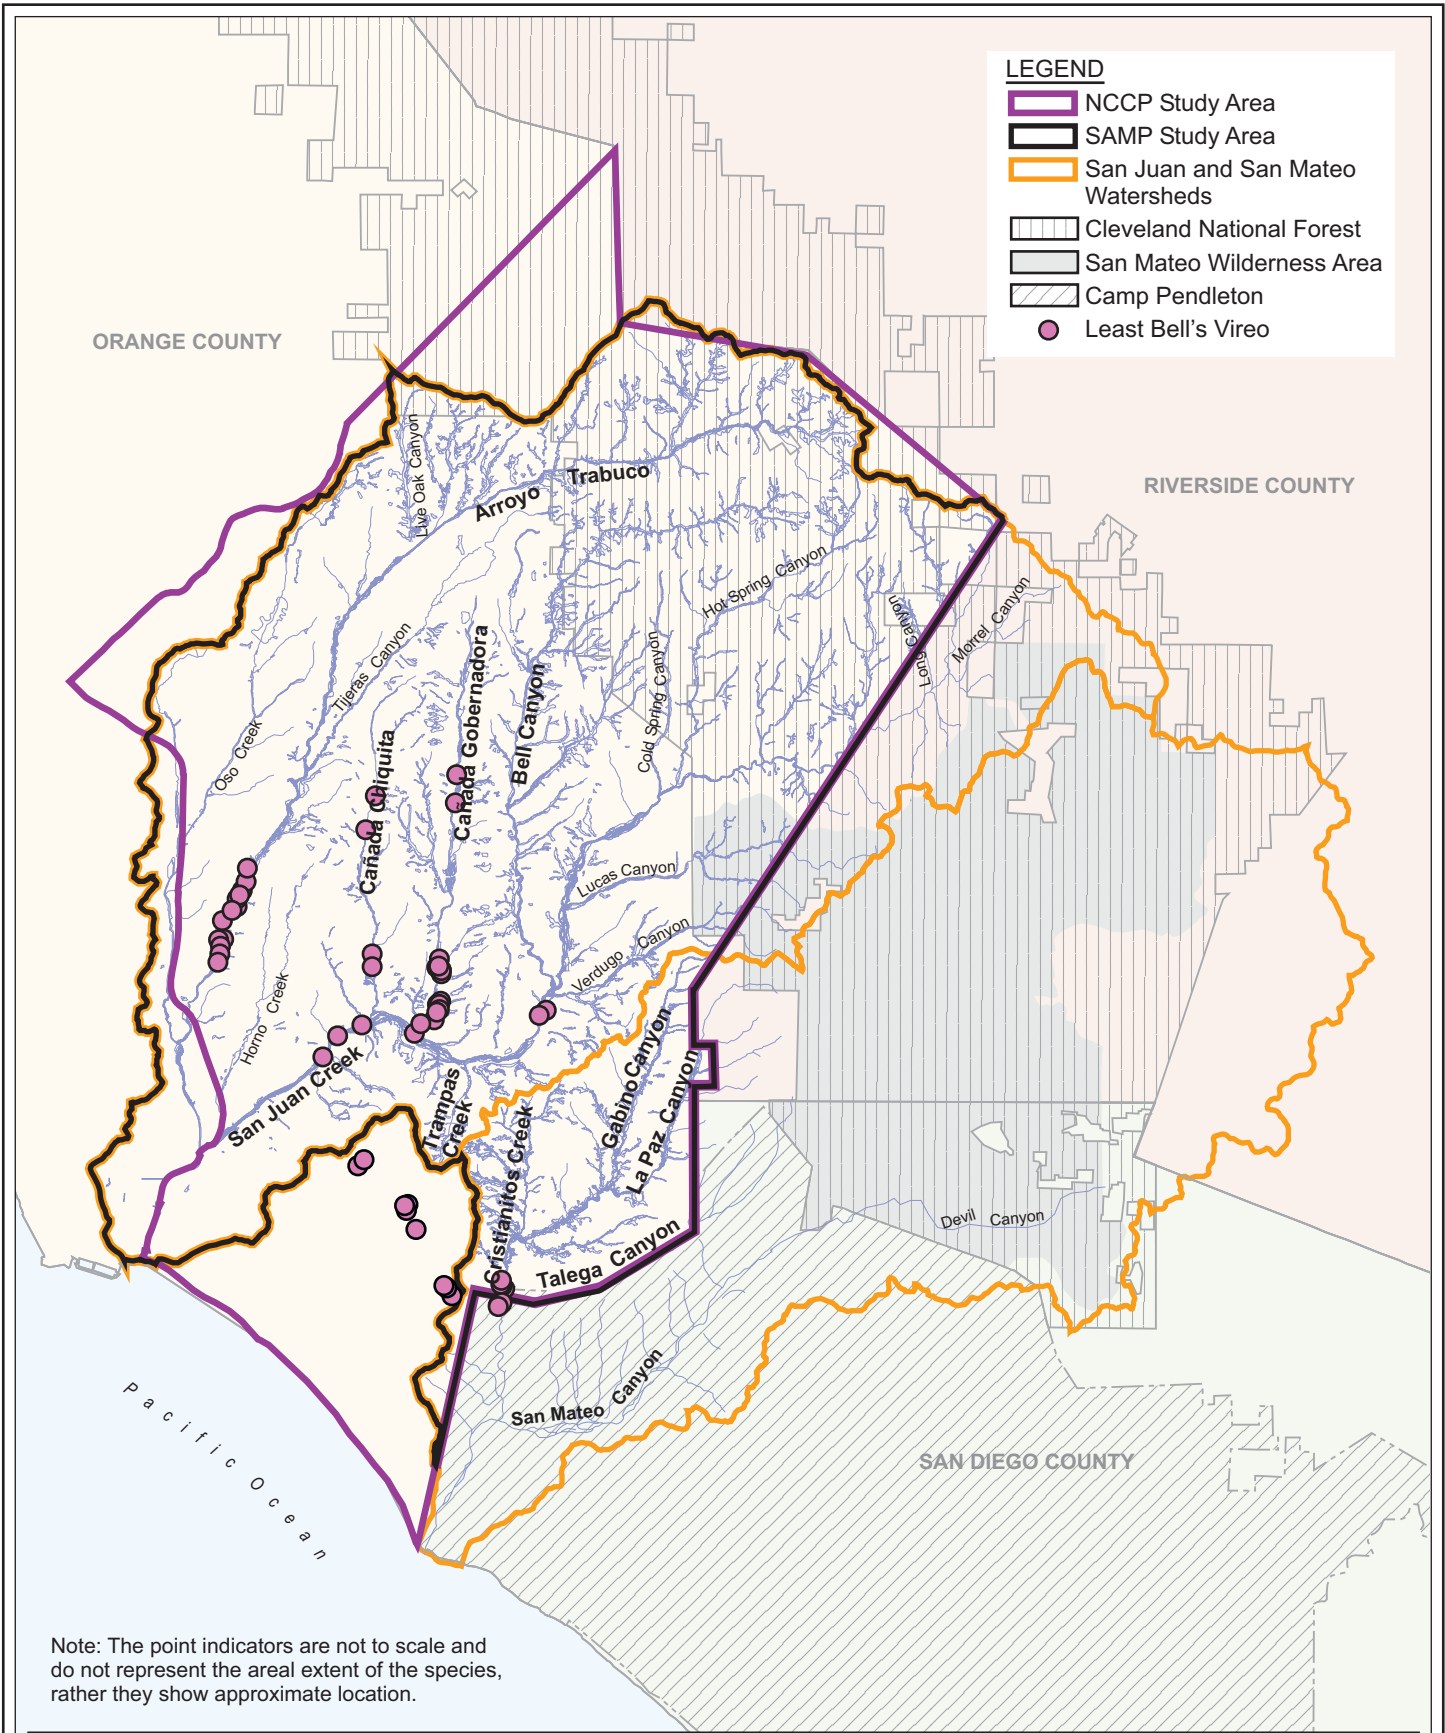 LEGEND
NCCP Study Area
SAMP Study Area
San Juan and San Mateo
Watersheds
Cleveland National Forest
San Mateo Wilderness Area
Camp Pendleton
Least Bell's Vireo
ORANGE COUNTY
RIVERSIDE COUNTY
Live Oak Canyon
Arroyo Trabuco
Hot Spring Canyon
Long Canyon
Morrel Canyon
Tijeras Canyon
Cañada Gobernadora
Bell Canyon
Cold Spring Canyon
Oso Creek
Cañada Chiquita
Lucas Canyon
Verdugo Canyon
Horno Creek
San Juan Creek
Trampas
Creek
Cristianitos Creek
Gabino Canyon
La Paz Canyon
Talega Canyon
Devil Canyon
San Mateo Canyon
SAN DIEGO COUNTY
Pacific Ocean
Note: The point indicators are not to scale and
do not represent the areal extent of the species,
rather they show approximate location.